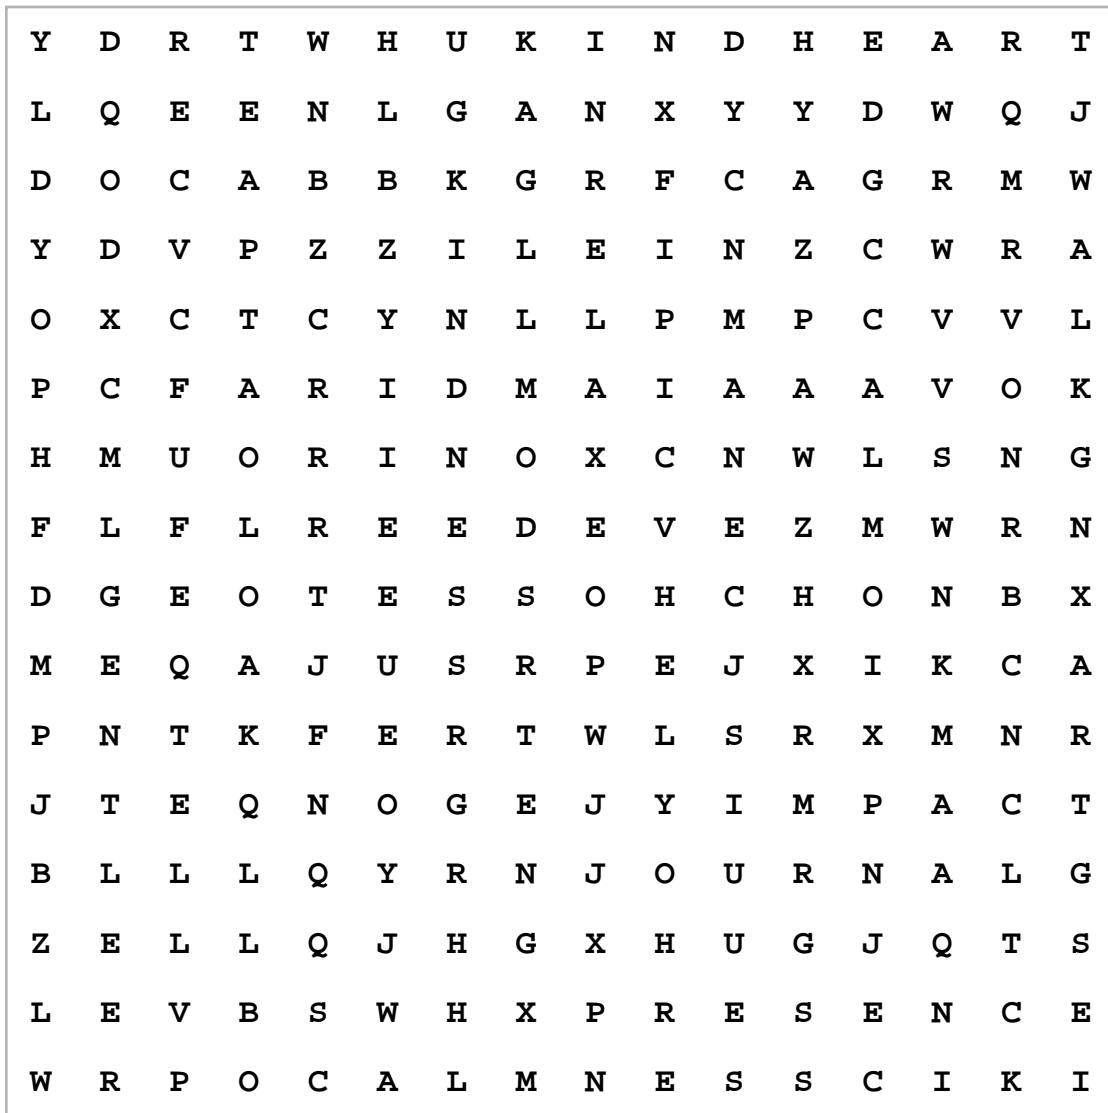 Y D R T W H U K I N D H E A R T
L Q E E N L G A N X Y Y D W Q J
D O C A B B K G R F C A G R M W
Y D V P Z Z I L E I N Z C W R A
O X C T C Y N L L P M P C V V L
P C F A R I D M A I A A A V O K
H M U O R I N O X C N W L S N G
F L F L R E E D E V E Z M W R N
D G E O T E S S O H C H O N B X
M E Q A J U S R P E J X I K C A
P N T K F E R T W L S R X M N R
J T E Q N O G E J Y I M P A C T
B L L L Q Y R N J O U R N A L G
Z E L L Q J H G X H U G J Q T S
L E V B S W H X P R E S E N C E
W R P O C A L M N E S S C I K I